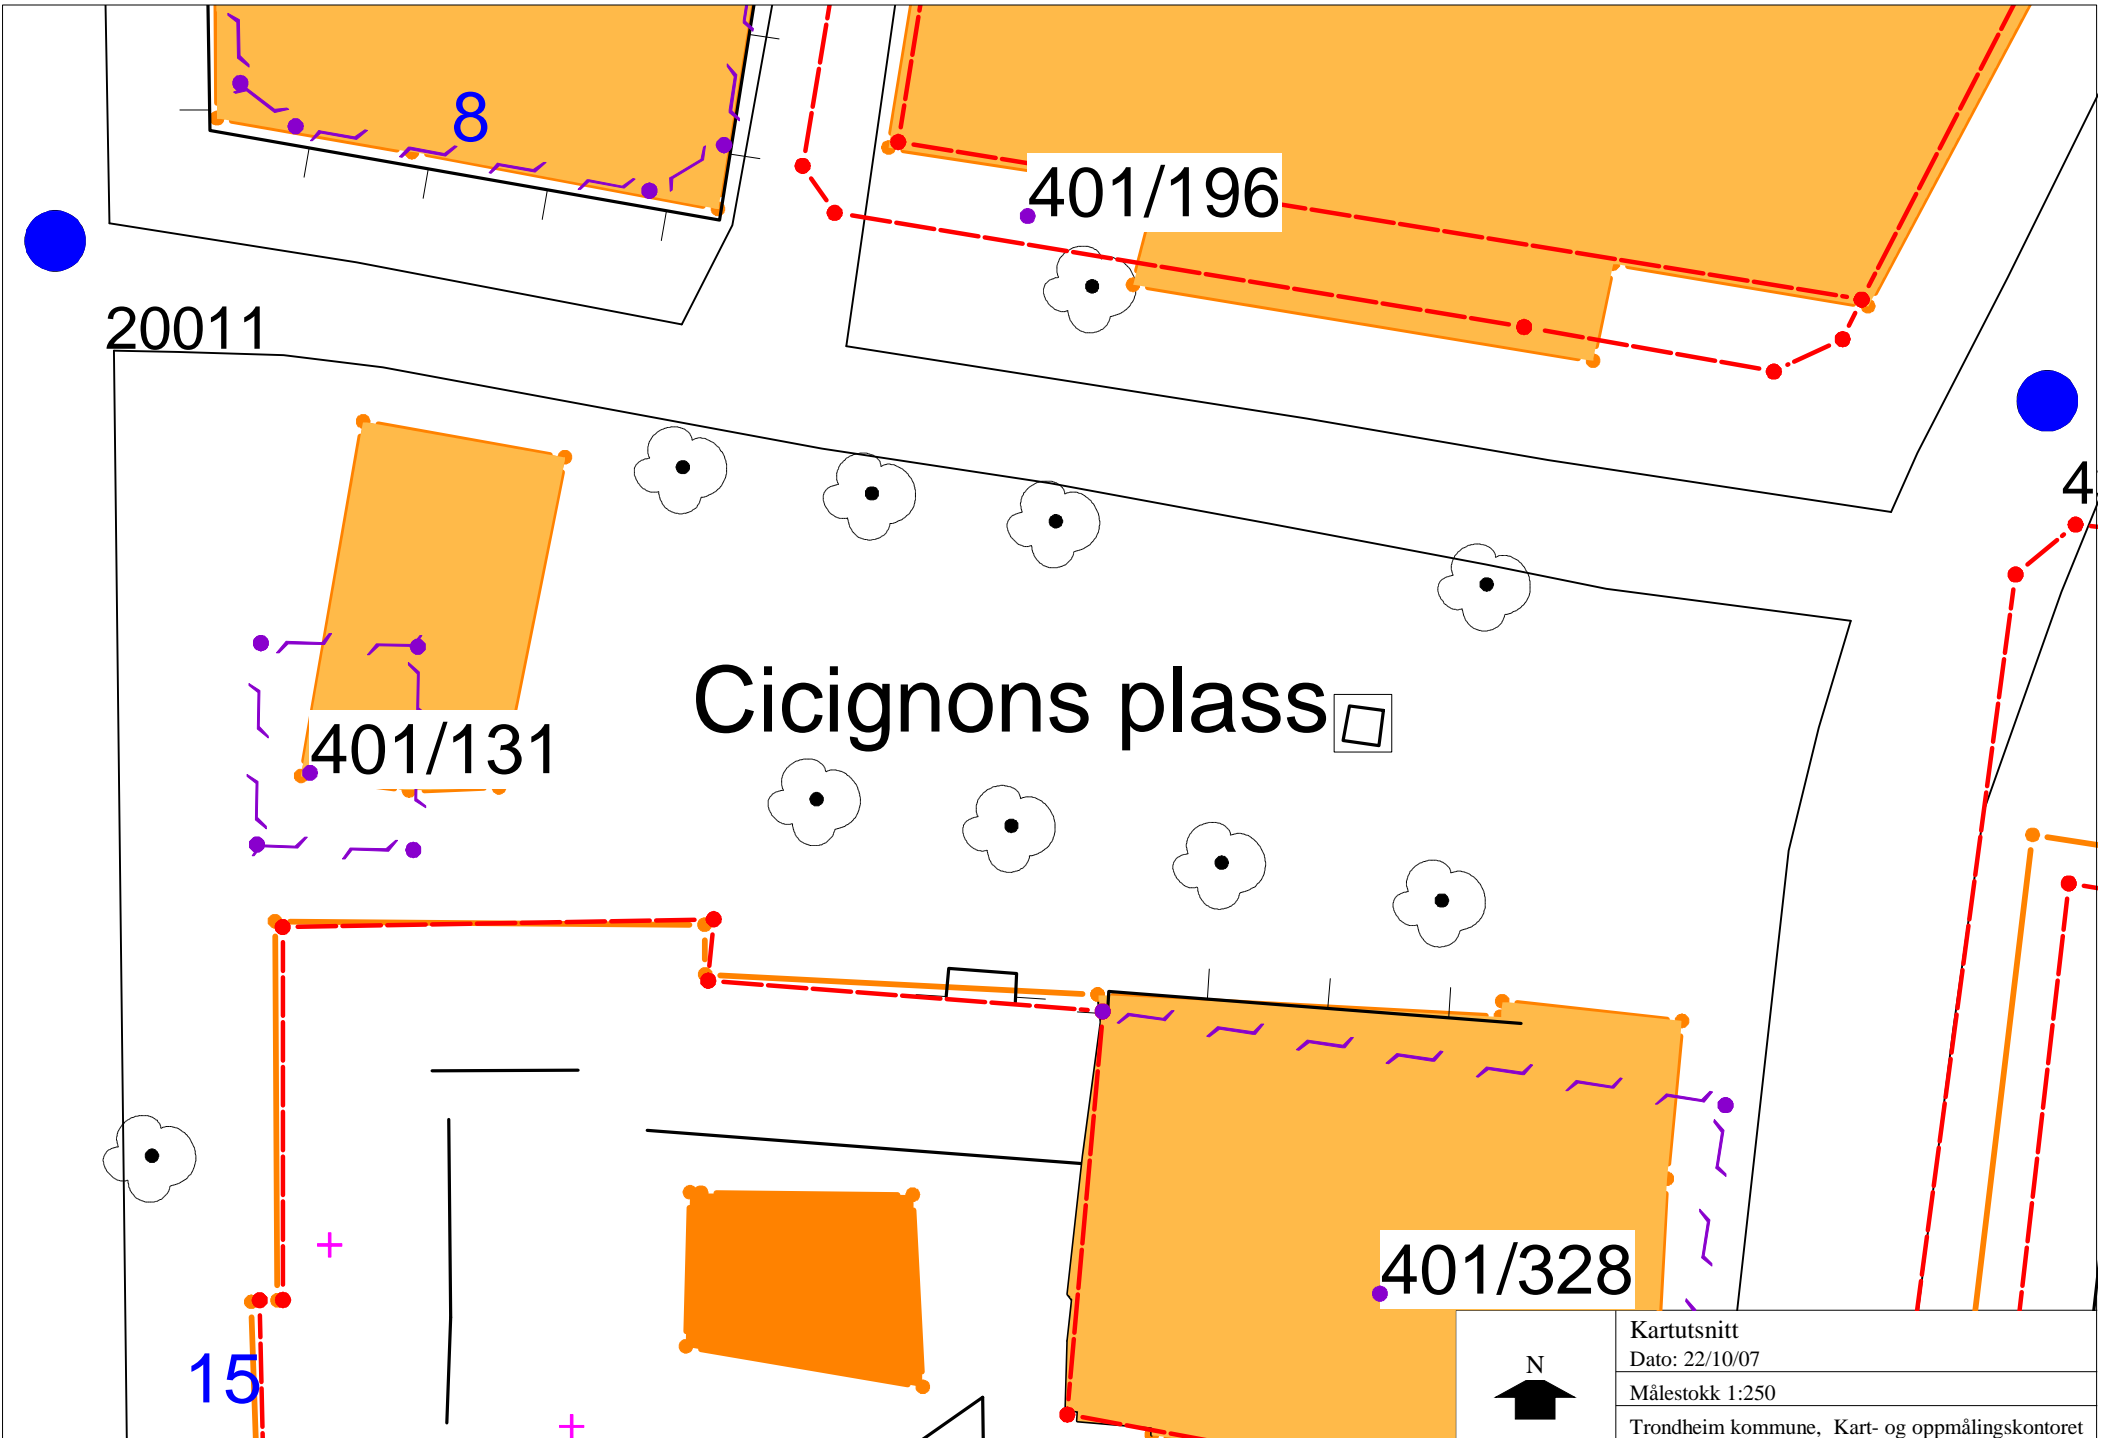 8
401/196
20011
4
Cicignons plass
401/131
401/328
15
N
Kartutsnitt
Dato: 22/10/07
Målestokk 1:250
Trondheim kommune, Kart- og oppmålingskontoret